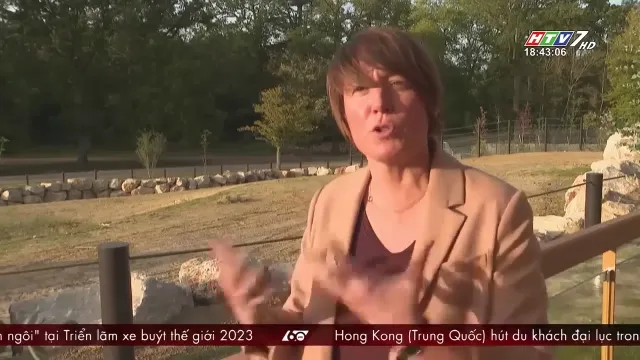 HTV7 HD
18:43:06
n ngôi" tại Triển lãm xe buýt thế giới 2023 60 Hong Kong (Trung Quốc) hút du khách đại lục tron